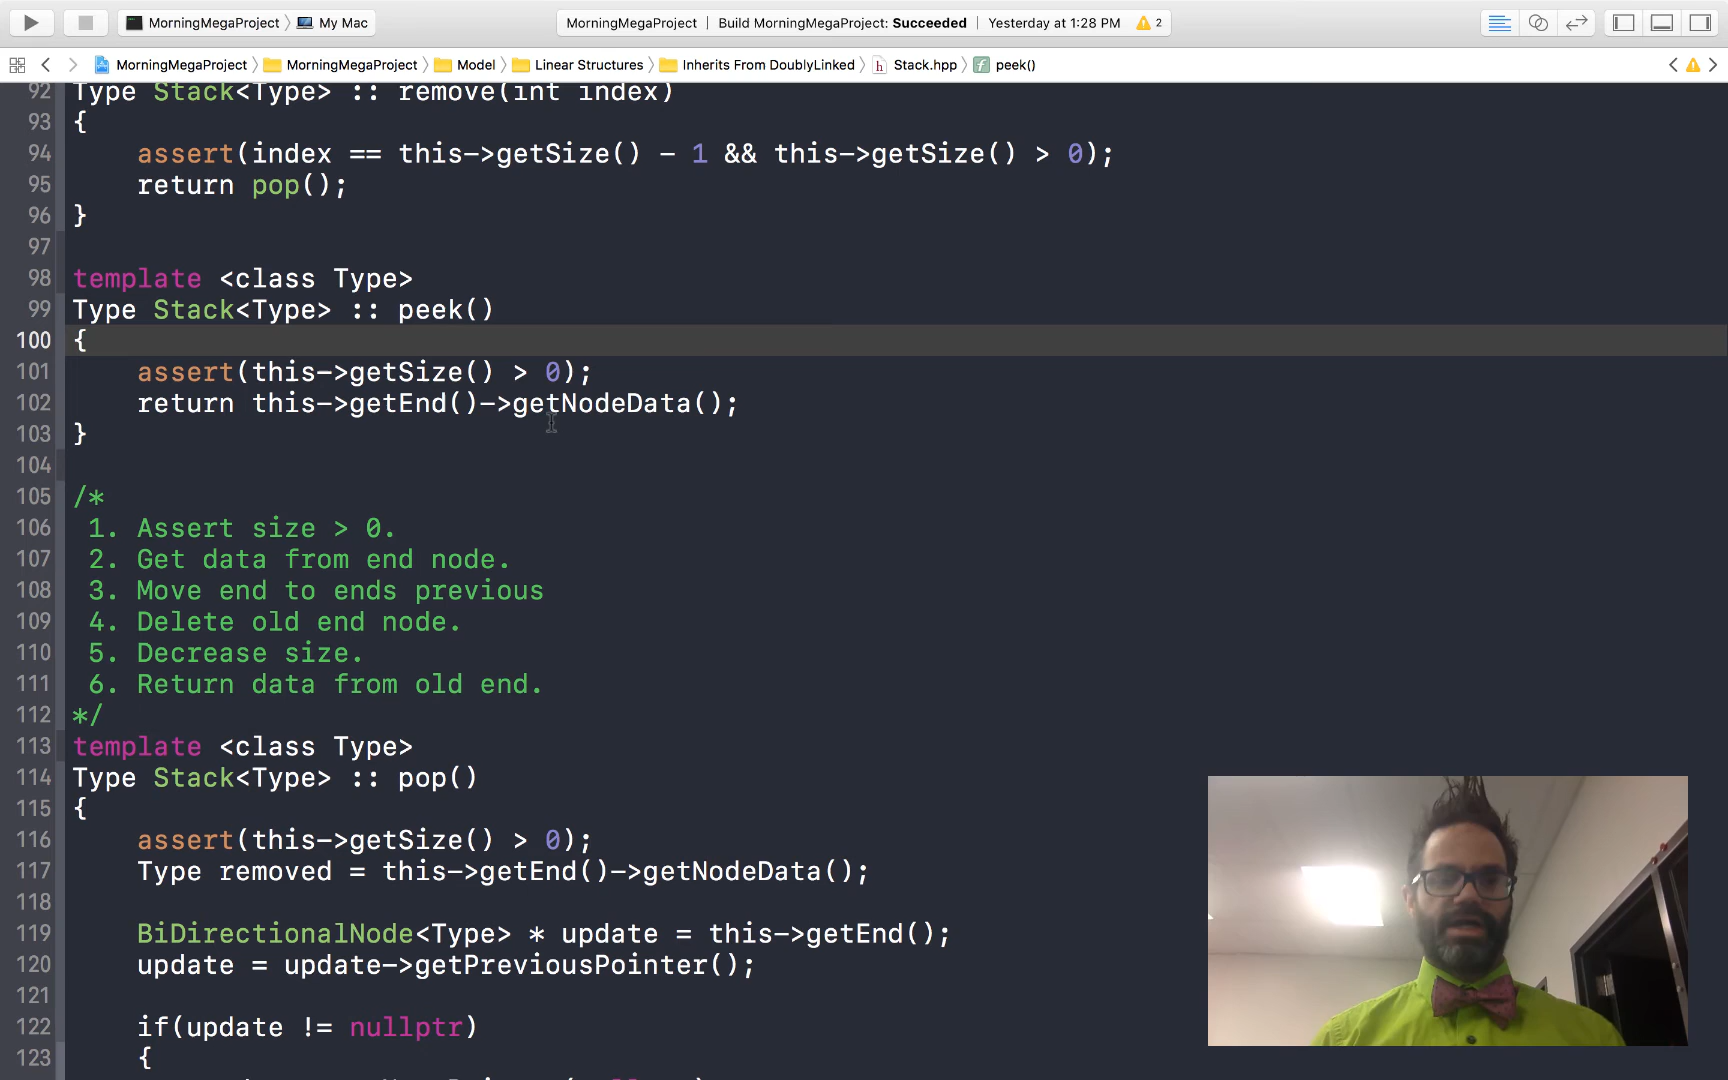 MorningMegaProject My Mac MorningMegaProject Build MorningMegaProject: Succeeded Yesterday at 1:28 PM 2
MorningMegaProject MorningMegaProject Model Linear Structures Inherits From DoublyLinked h Stack.hpp f peek()
92 Type Stack<Type> :: remove(int index)
93 {
94 assert(index == this->getSize() - 1 && this->getSize() > 0);
95 return pop();
96 }
97
98 template <class Type>
99 Type Stack<Type> :: peek()
100 {
101 assert(this->getSize() > 0);
102 return this->getEnd()->getNodeData();
103 }
104
105 /*
106 1. Assert size > 0.
107 2. Get data from end node.
108 3. Move end to ends previous
109 4. Delete old end node.
110 5. Decrease size.
111 6. Return data from old end.
112 */
113 template <class Type>
114 Type Stack<Type> :: pop()
115 {
116 assert(this->getSize() > 0);
117 Type removed = this->getEnd()->getNodeData();
118
119 BiDirectionalNode<Type> * update = this->getEnd();
120 update = update->getPreviousPointer();
121
122 if(update != nullptr)
123 {